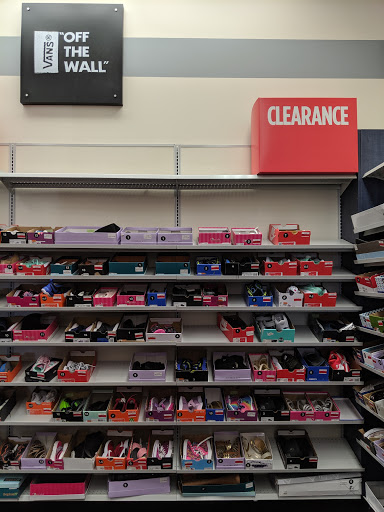 VANS®
"OFF
THE
WALL"
CLEARANCE